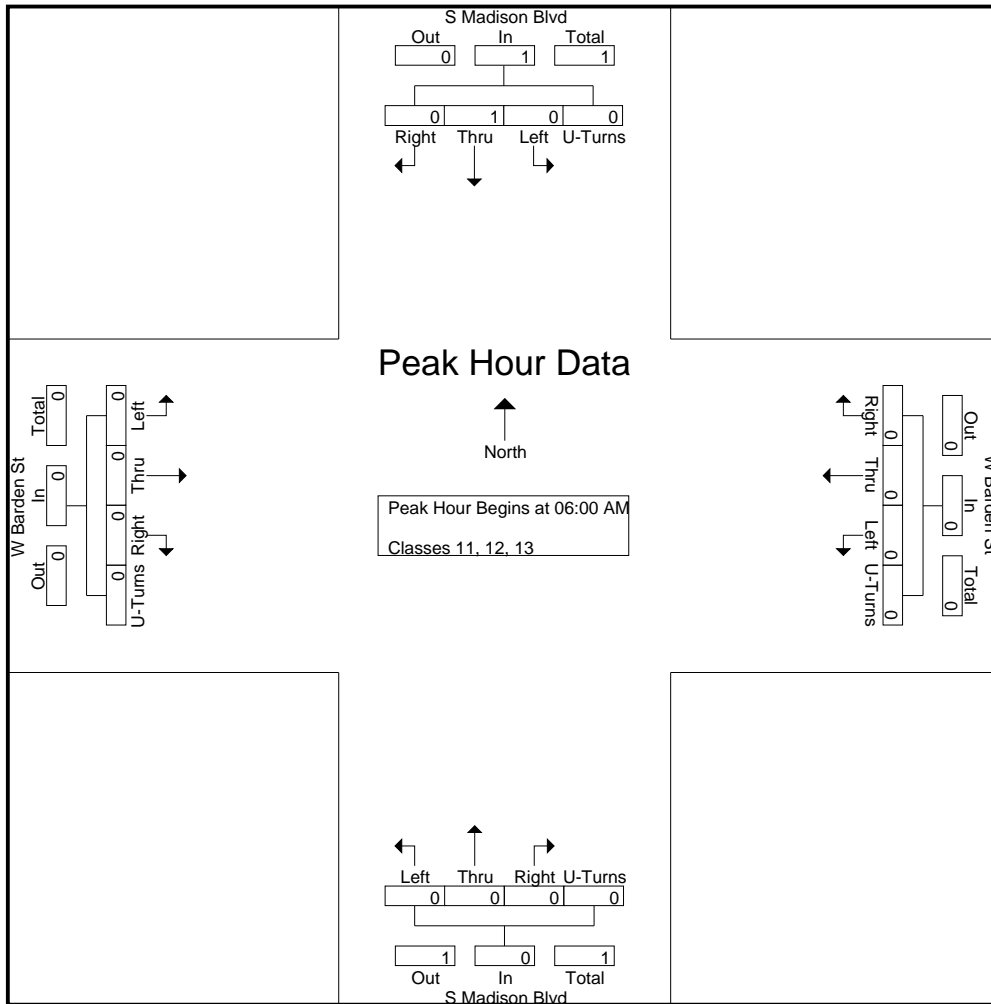 S Madison Blvd
Out In Total
0 1 1
0 1 0 0
Right Thru Left U-Turns
Peak Hour Data
North
Peak Hour Begins at 06:00 AM
Classes 11, 12, 13
W Barden St
Total In Out
0 0 0
0 0 0 0
Left Thru Right U-Turns
Right Thru Left U-Turns
0 0 0 0
0 0 0
Out In Total
W Barden St
Left Thru Right U-Turns
0 0 0 0
1 0 1
Out In Total
S Madison Blvd